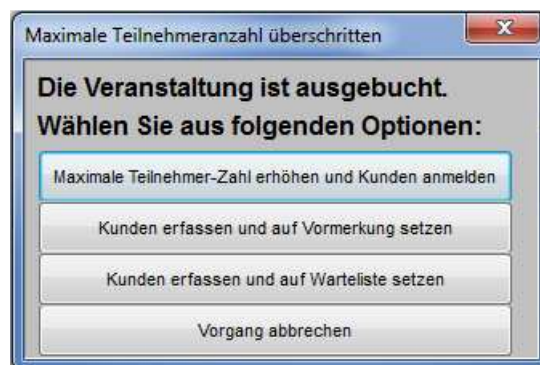 Maximale Teilnehmeranzahl überschritten
Die Veranstaltung ist ausgebucht.
Wählen Sie aus folgenden Optionen:
Maximale Teilnehmer-Zahl erhöhen und Kunden anmelden
Kunden erfassen und auf Vormerkung setzen
Kunden erfassen und auf Warteliste setzen
Vorgang abbrechen